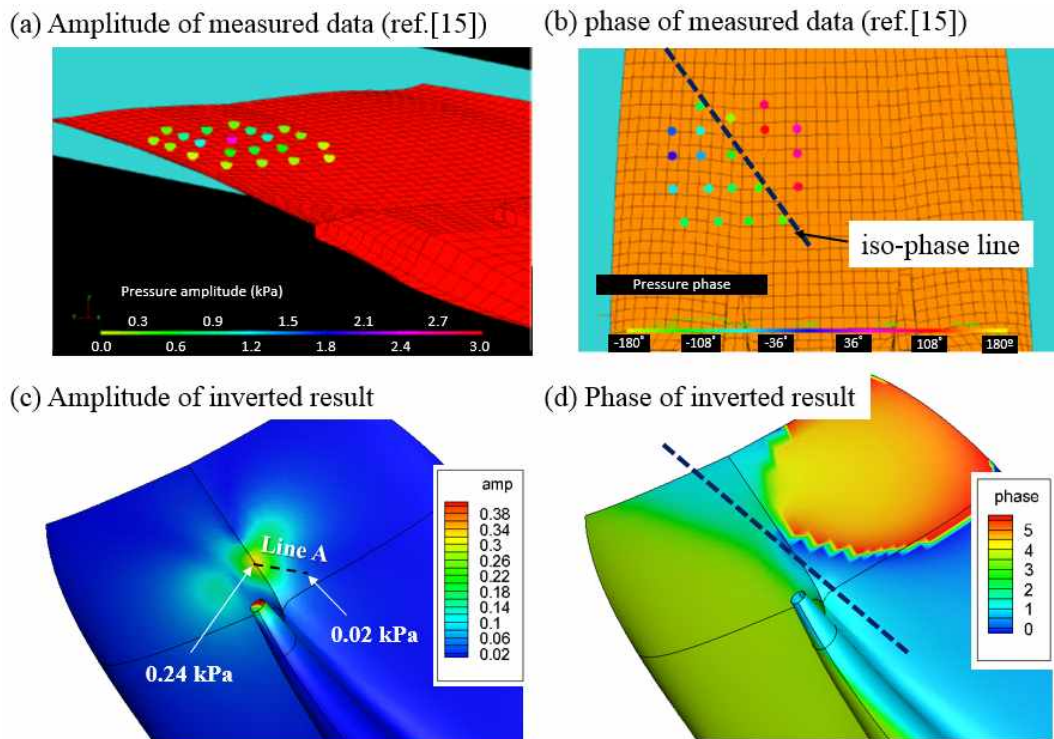 (a) Amplitude of measured data (ref.[15])
Pressure amplitude (kPa)
0.3 0.9 1.5 2.1 2.7
0.0 0.6 1.2 1.8 2.4 3.0
(b) phase of measured data (ref.[15])
iso-phase line
Pressure phase
-180˚ -108˚ -36˚ 36˚ 108˚ 180º
(c) Amplitude of inverted result
amp
0.38
0.34
0.3
0.26
0.22
0.18
0.14
0.1
0.06
0.02
Line A
0.02 kPa
0.24 kPa
(d) Phase of inverted result
phase
5
4
3
2
1
0